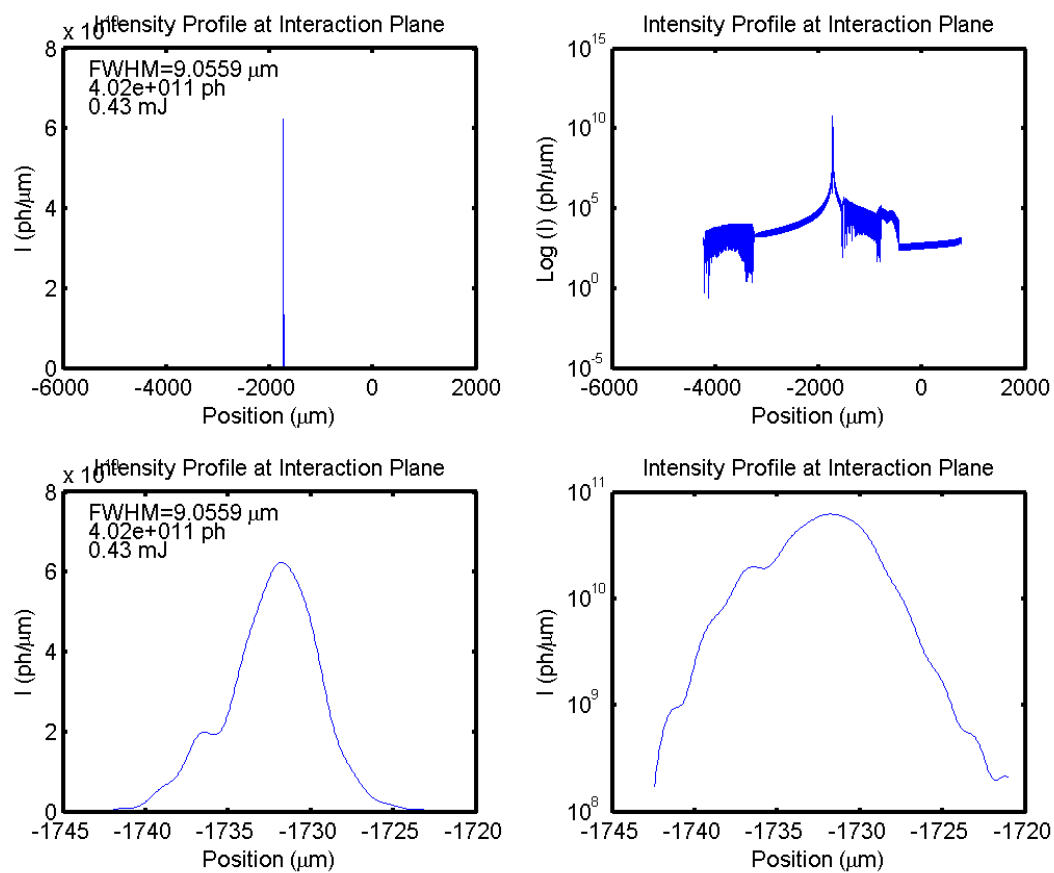 Intensity Profile at Interaction Plane
x 10
8
6
4
2
0
I (ph/μm)
FWHM=9.0559 μm
4.02e+011 ph
0.43 mJ
-6000 -4000 -2000 0 2000
Position (μm)
Intensity Profile at Interaction Plane
10^15
10^10
10^5
10^0
10^-5
Log (I) (ph/μm)
-6000 -4000 -2000 0 2000
Position (μm)
Intensity Profile at Interaction Plane
x 10
8
6
4
2
0
I (ph/μm)
FWHM=9.0559 μm
4.02e+011 ph
0.43 mJ
-1745 -1740 -1735 -1730 -1725 -1720
Position (μm)
Intensity Profile at Interaction Plane
10^11
10^10
10^9
10^8
I (ph/μm)
-1745 -1740 -1735 -1730 -1725 -1720
Position (μm)